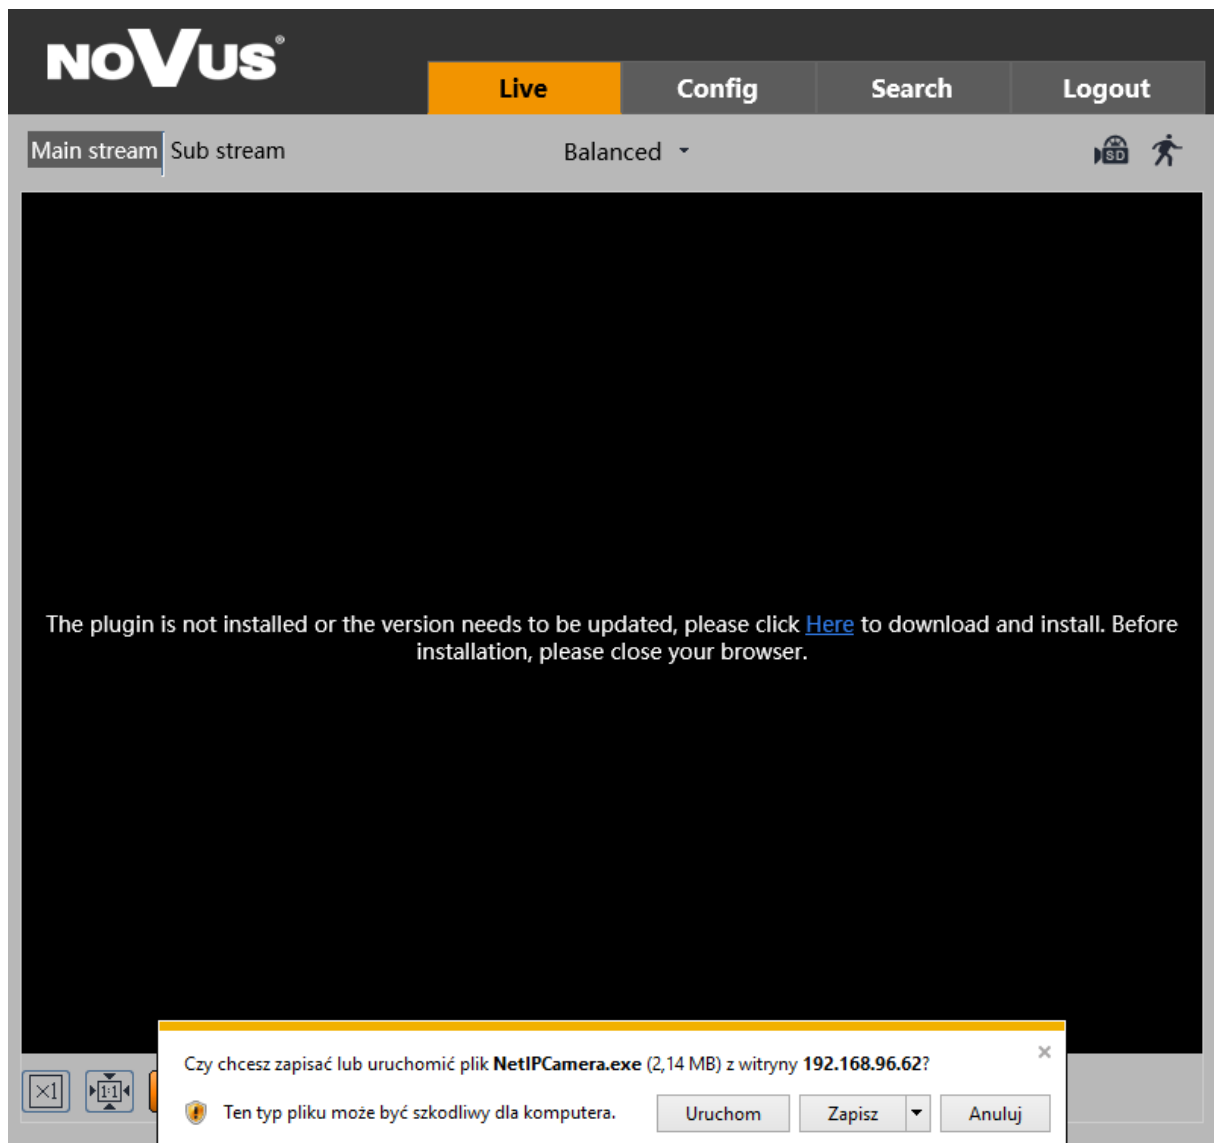 NOVUS®
Live Config Search Logout
Main stream Sub stream Balanced
SD
The plugin is not installed or the version needs to be updated, please click Here to download and install. Before
installation, please close your browser.
Czy chcesz zapisać lub uruchomić plik NetIPCamera.exe (2,14 MB) z witryny 192.168.96.62?
×1 1:1 Ten typ pliku może być szkodliwy dla komputera. Uruchom Zapisz Anuluj